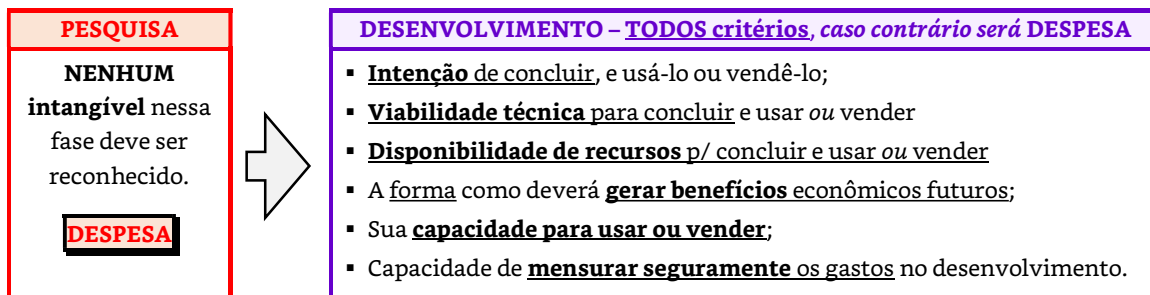 PESQUISA
NENHUM
intangível nessa
fase deve ser
reconhecido.
DESPESA
DESENVOLVIMENTO – TODOS critérios, caso contrário será DESPESA
▪ Intenção de concluir, e usá-lo ou vendê-lo;
▪ Viabilidade técnica para concluir e usar ou vender
▪ Disponibilidade de recursos p/ concluir e usar ou vender
▪ A forma como deverá gerar benefícios econômicos futuros;
▪ Sua capacidade para usar ou vender;
▪ Capacidade de mensurar seguramente os gastos no desenvolvimento.